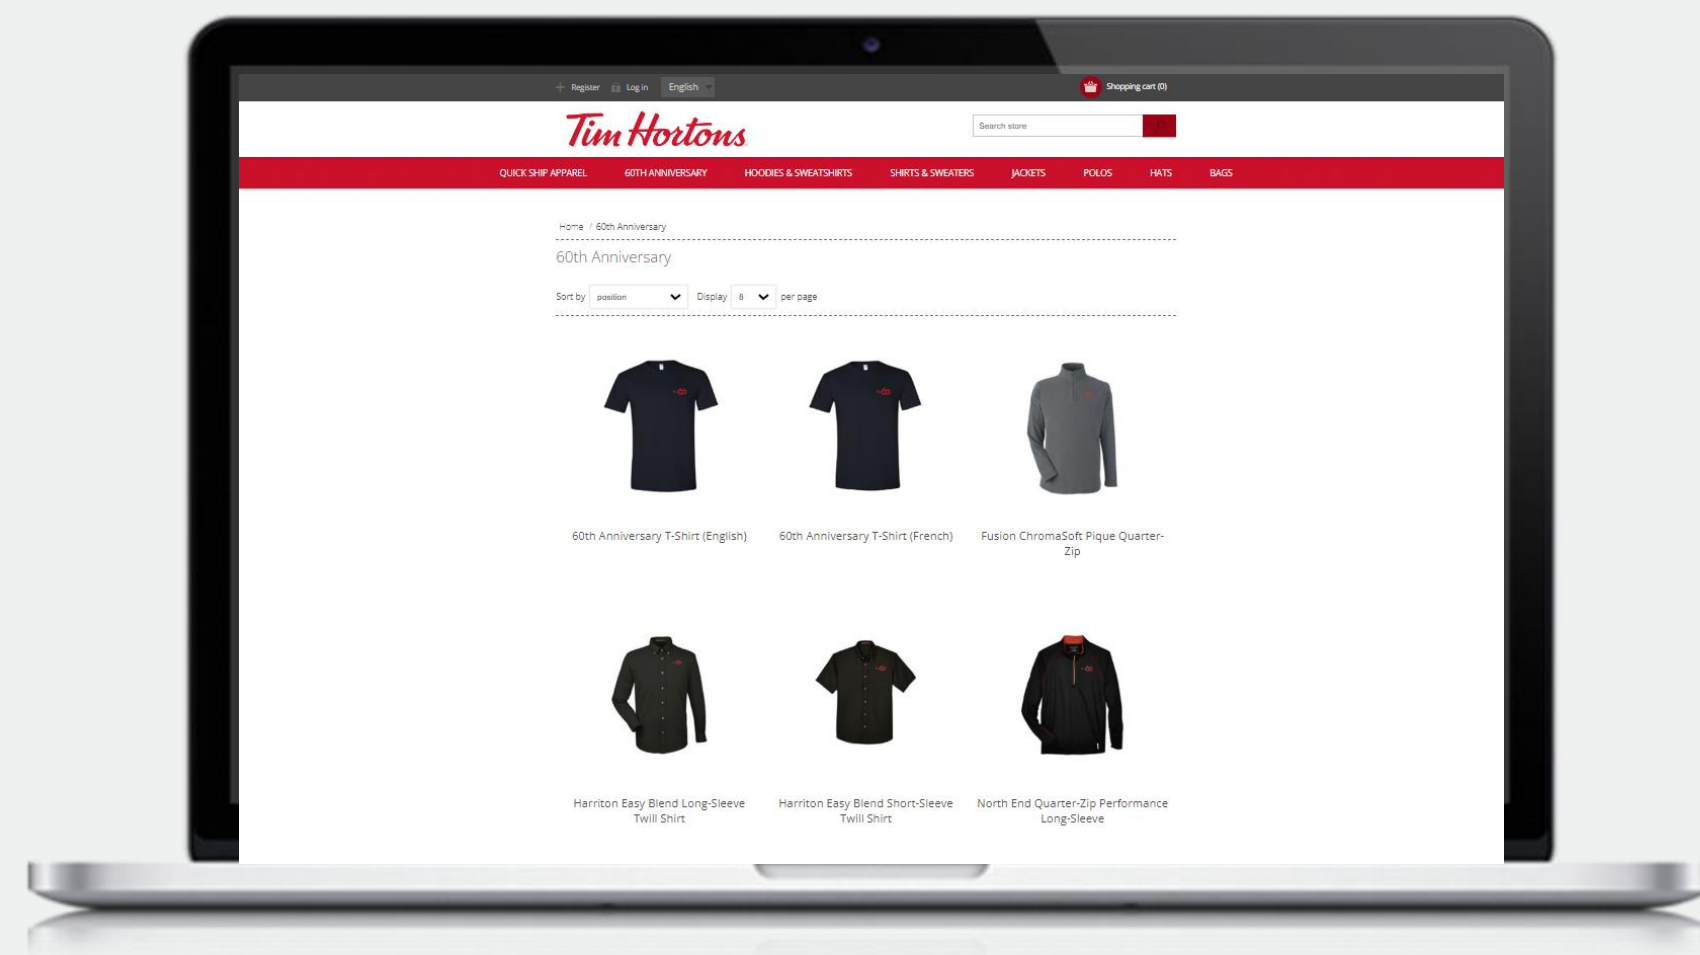 Register Log in English Shopping cart (0)
Tim Hortons
Search store
QUICK SHIP APPAREL 60TH ANNIVERSARY HOODIES & SWEATSHIRTS SHIRTS & SWEATERS JACKETS POLOS HATS BAGS
Home / 60th Anniversary
60th Anniversary
Sort by position Display 8 per page
60th Anniversary T-Shirt (English) 60th Anniversary T-Shirt (French) Fusion ChromaSoft Pique Quarter-
Zip
Harriton Easy Blend Long-Sleeve Harriton Easy Blend Short-Sleeve North End Quarter-Zip Performance
Twill Shirt Twill Shirt Long-Sleeve